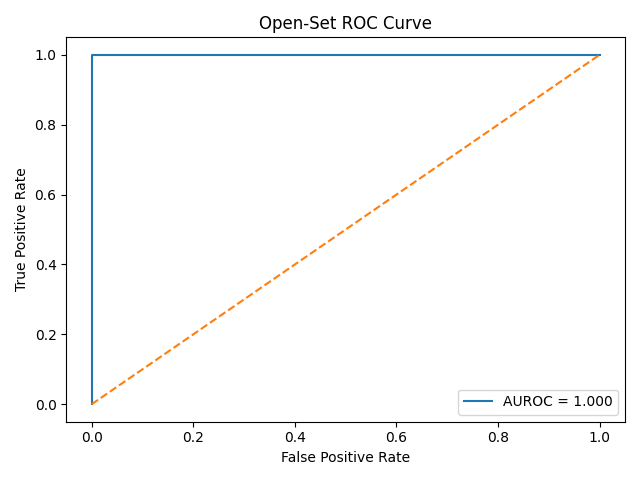 Open-Set ROC Curve
True Positive Rate
1.0
0.8
0.6
0.4
0.2
0.0
AUROC = 1.000
0.0 0.2 0.4 0.6 0.8 1.0
False Positive Rate